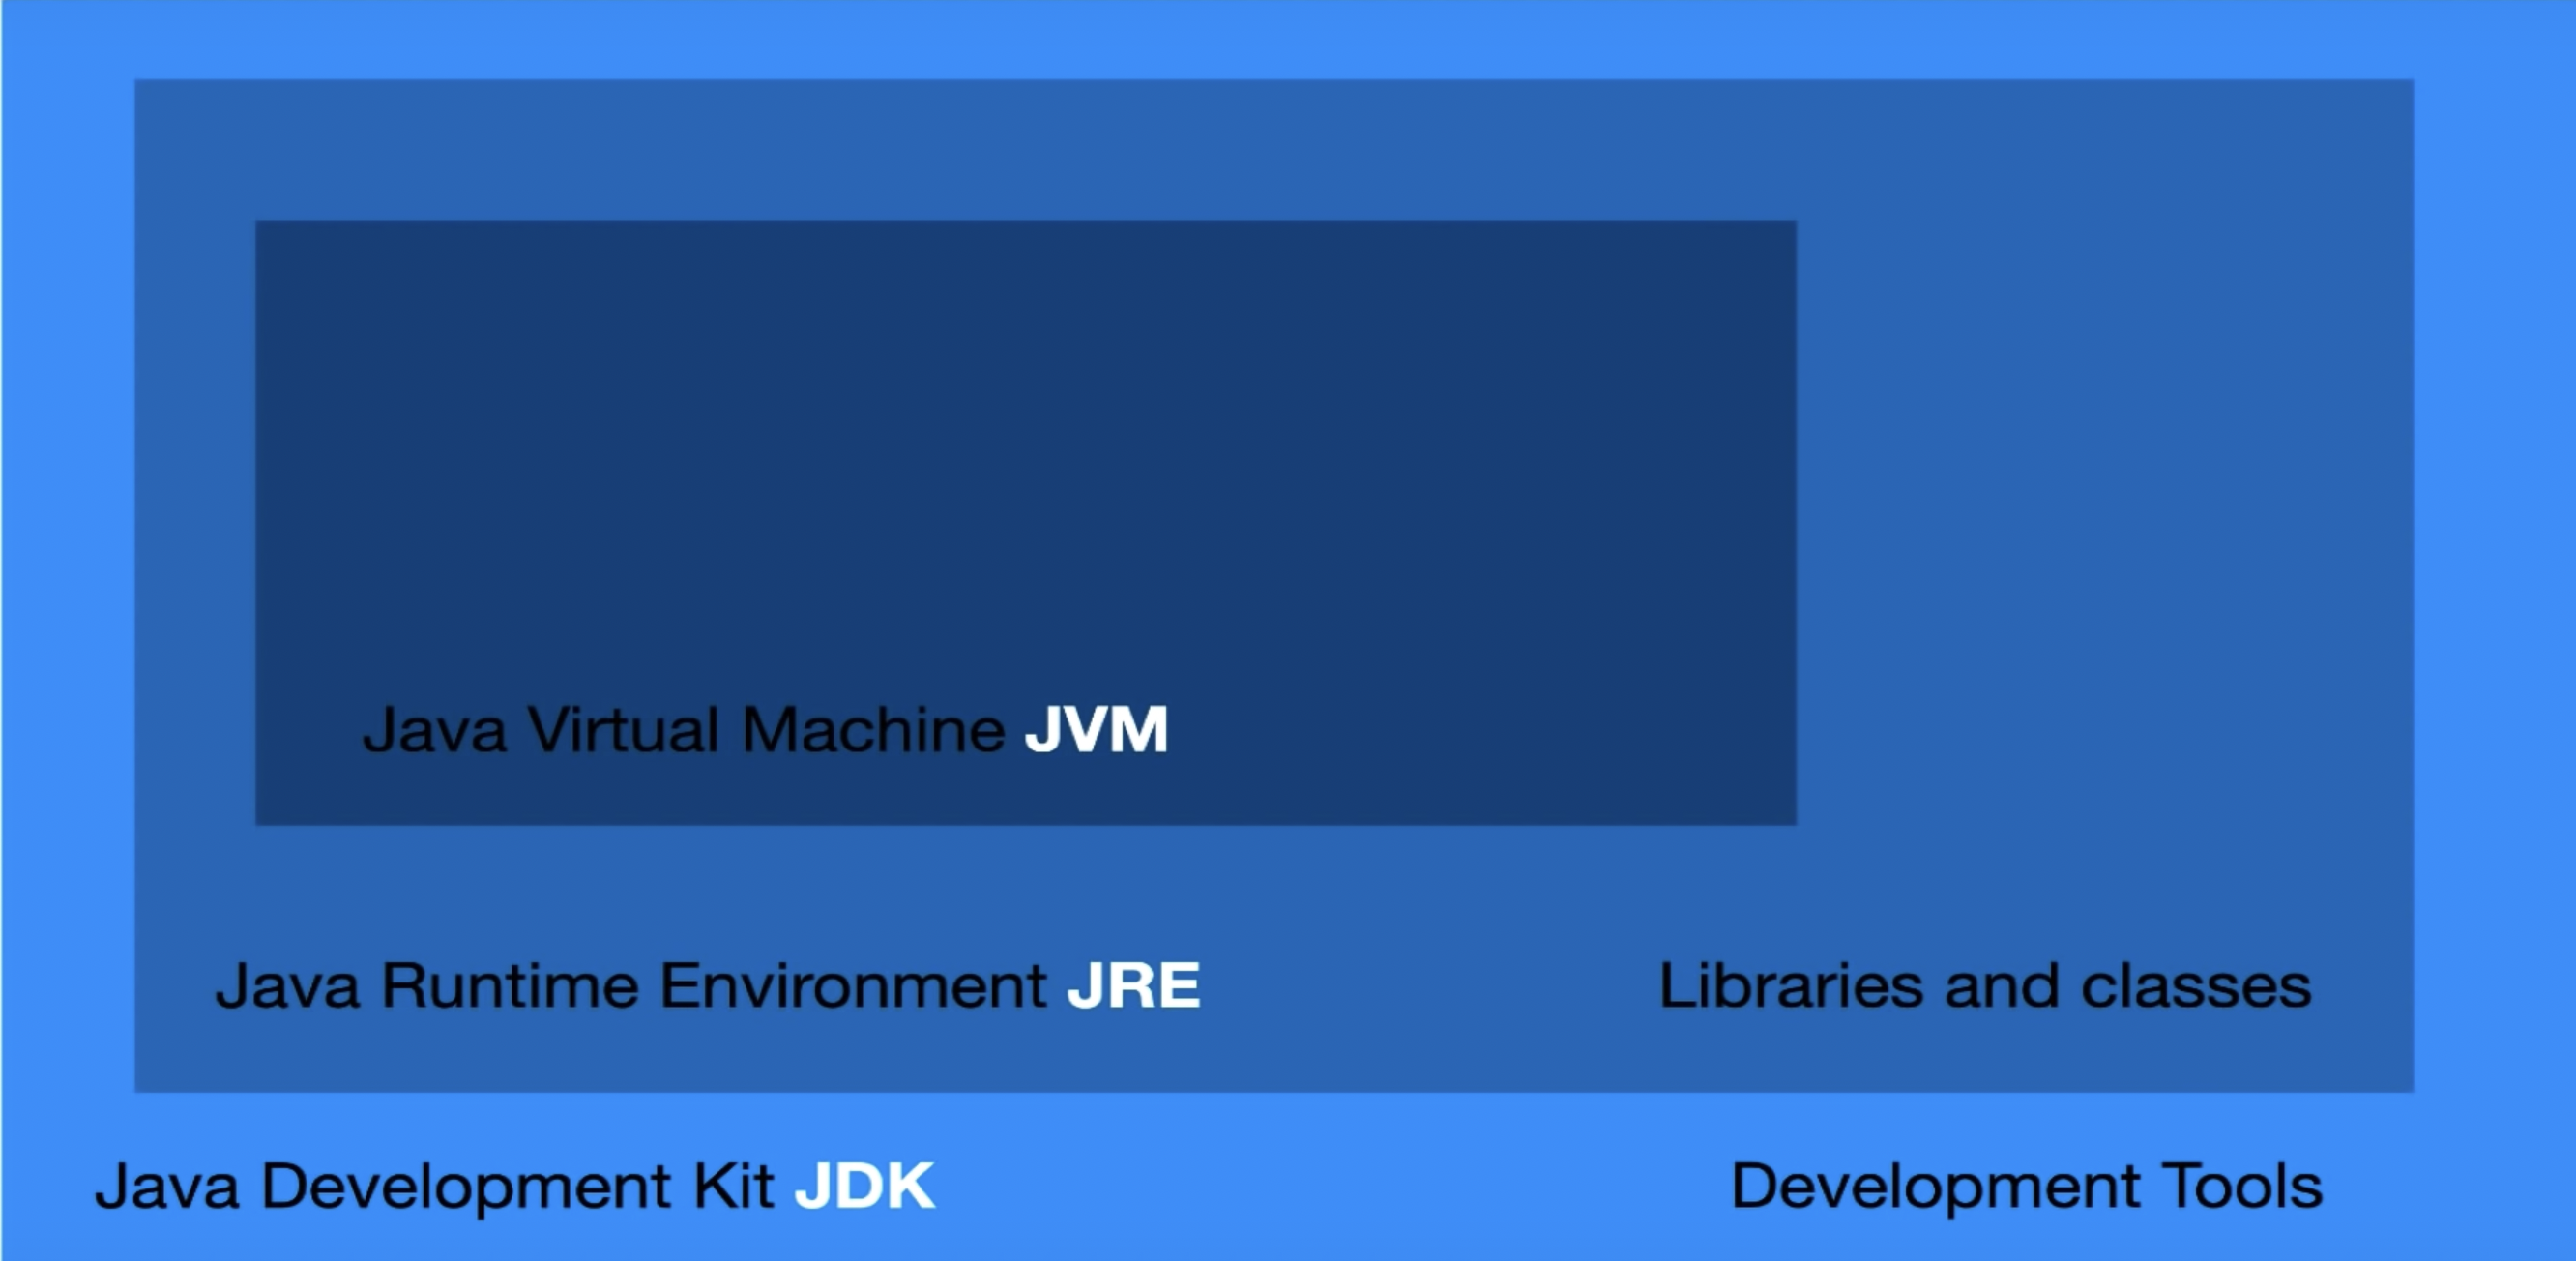 Java Virtual Machine JVM
Java Runtime Environment JRE
Libraries and classes
Java Development Kit JDK
Development Tools